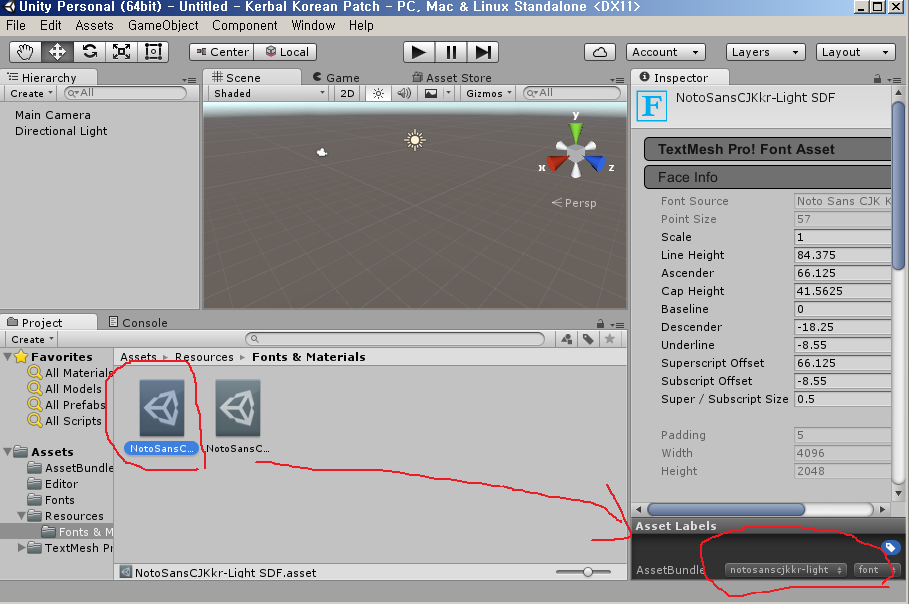 Unity Personal (64bit) - Untitled - Kerbal Korean Patch - PC, Mac & Linux Standalone <DX11>
File Edit Assets GameObject Component Window Help
Center Local Account Layers Layout
Hierarchy
Create All
Main Camera
Directional Light
Scene Game Asset Store
Shaded 2D Gizmos All
y
x z
Persp
Inspector
NotoSansCJKkr-Light SDF
TextMesh Pro! Font Asset
Face Info
Font Source Noto Sans CJK K
Point Size 57
Scale 1
Line Height 84.375
Ascender 66.125
Cap Height 41.5625
Baseline 0
Descender -18.25
Underline -8.55
Superscript Offset 66.125
Subscript Offset -8.55
Super / Subscript Size 0.5
Padding 5
Width 4096
Height 2048
Project Console
Create
Favorites
All Materials
All Models
All Prefabs
All Scripts
Assets
AssetBundle
Editor
Fonts
Resources
Fonts & M
TextMesh Pr
Assets Resources Fonts & Materials
NotoSansC... NotoSansC...
NotoSansCJKkr-Light SDF.asset
Asset Labels
AssetBundle notosanscjkkr-light font